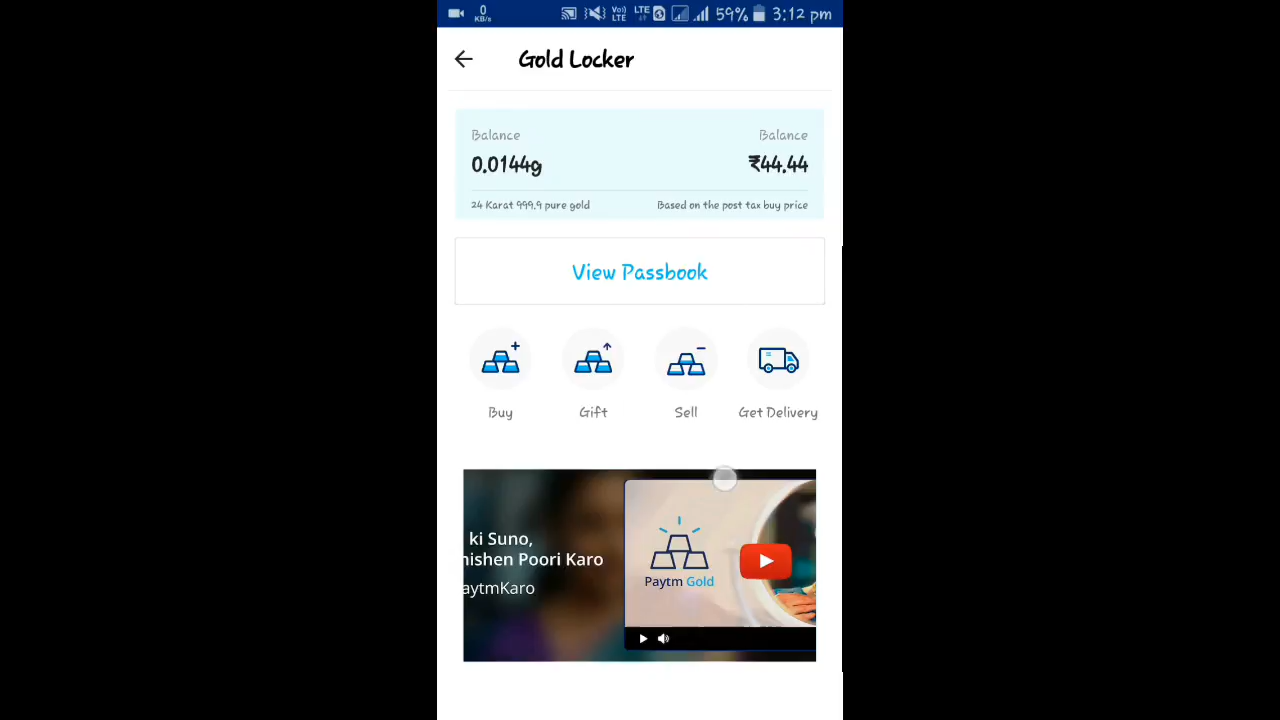 0
KB/s
Vo)) LTE
LTE
59%
3:12 pm
Gold Locker
Balance
Balance
0.0144g
₹44.44
24 Karat 999.9 pure gold
Based on the post tax buy price
View Passbook
Buy
Gift
Sell
Get Delivery
ki Suno,
nishen Poori Karo
aytmKaro
Paytm Gold